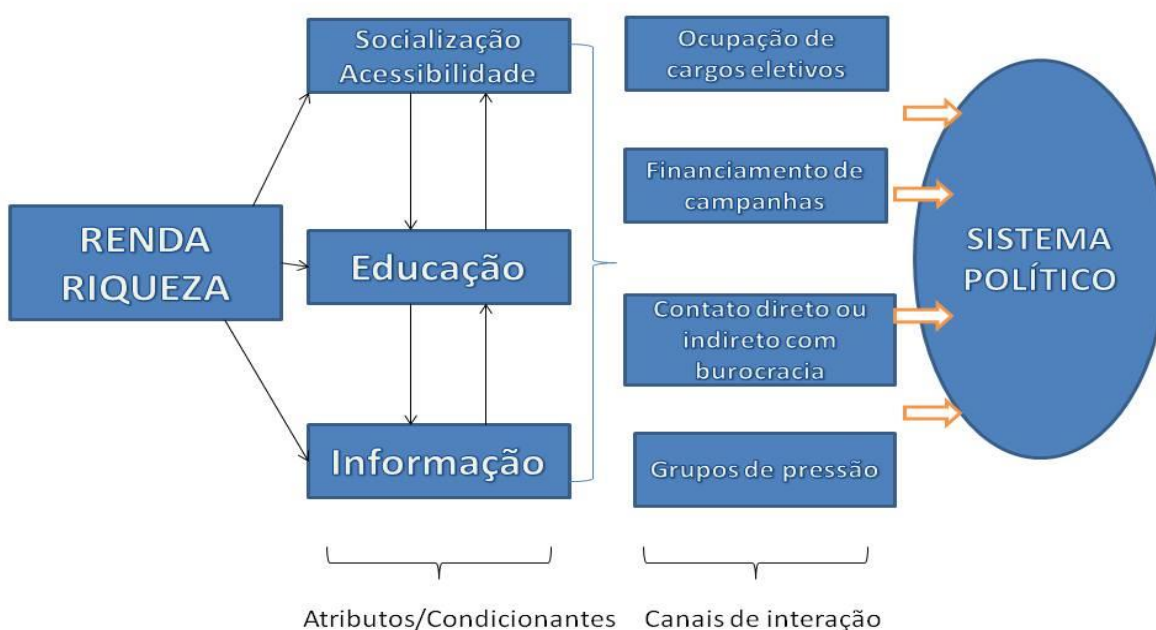 RENDA
RIQUEZA
Socialização
Acessibilidade
Educação
Informação
Atributos/Condicionantes
Ocupação de
cargos eletivos
Financiamento de
campanhas
Contato direto ou
indireto com
burocracia
Grupos de pressão
Canais de interação
SISTEMA
POLÍTICO